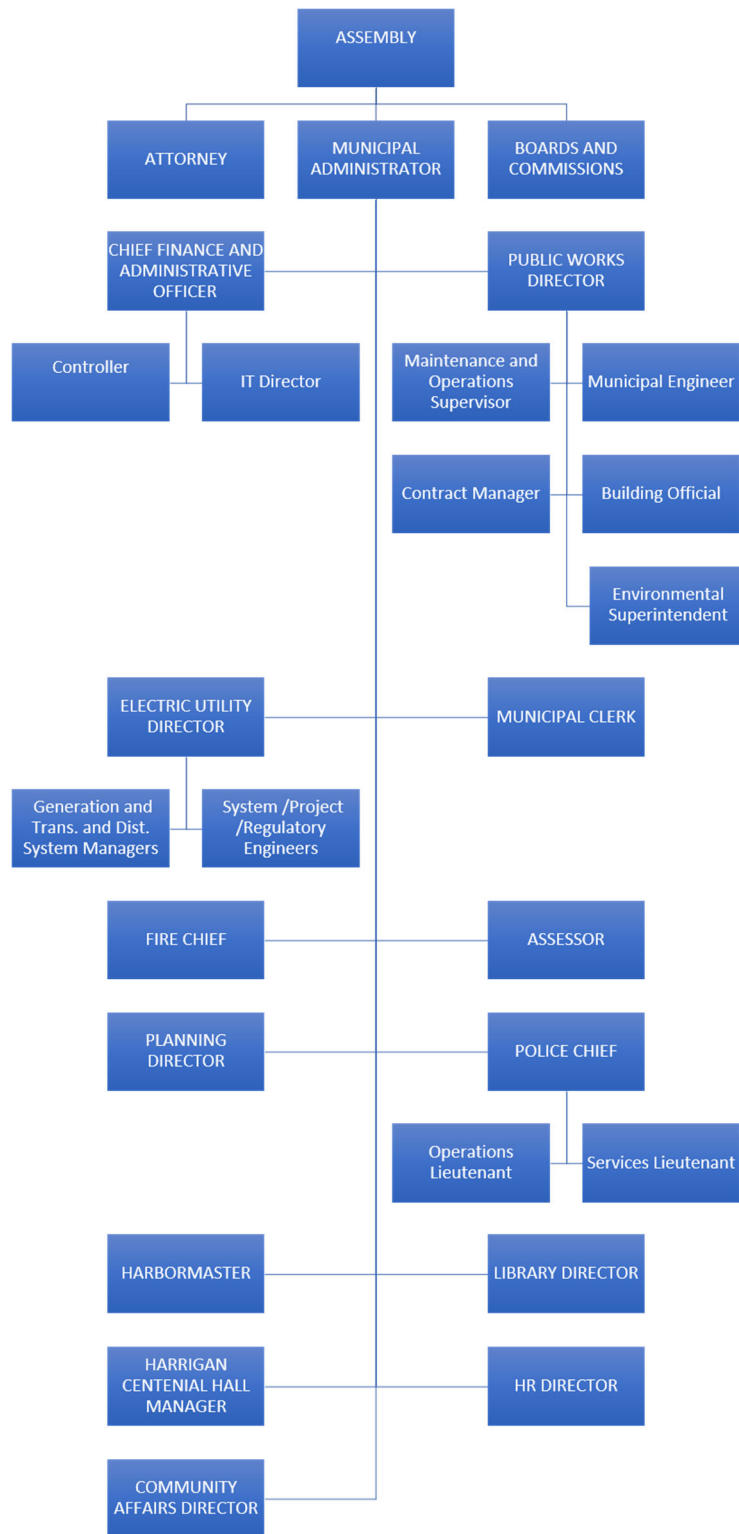 ASSEMBLY
ATTORNEY
MUNICIPAL
ADMINISTRATOR
BOARDS AND
COMMISSIONS
CHIEF FINANCE AND
ADMINISTRATIVE
OFFICER
PUBLIC WORKS
DIRECTOR
Controller
IT Director
Maintenance and
Operations
Supervisor
Municipal Engineer
Contract Manager
Building Official
Environmental
Superintendent
ELECTRIC UTILITY
DIRECTOR
MUNICIPAL CLERK
Generation and
Trans. and Dist.
System Managers
System /Project
/Regulatory
Engineers
FIRE CHIEF
ASSESSOR
PLANNING
DIRECTOR
POLICE CHIEF
Operations
Lieutenant
Services Lieutenant
HARBORMASTER
LIBRARY DIRECTOR
HARRIGAN
CENTENIAL HALL
MANAGER
HR DIRECTOR
COMMUNITY
AFFAIRS DIRECTOR